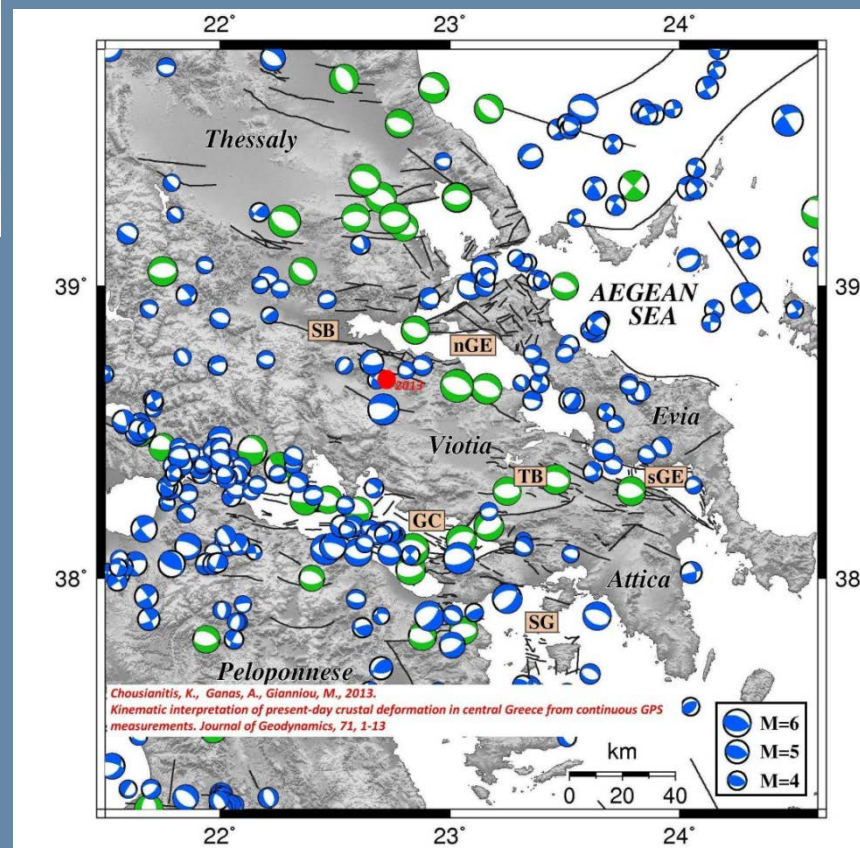 22° 23° 24°
Thessaly
39° 39°
AEGEAN
SEA
SB
nGE
2013
Evia
Viotia
TB
sGE
GC
38° 38°
Attica
SG
Peloponnese
Chousianitis, K., Ganas, A., Gianniou, M., 2013.
Kinematic interpretation of present-day crustal deformation in central Greece from continuous GPS
measurements. Journal of Geodynamics, 71, 1-13
M=6
M=5
M=4
km
0 20 40
22° 23° 24°